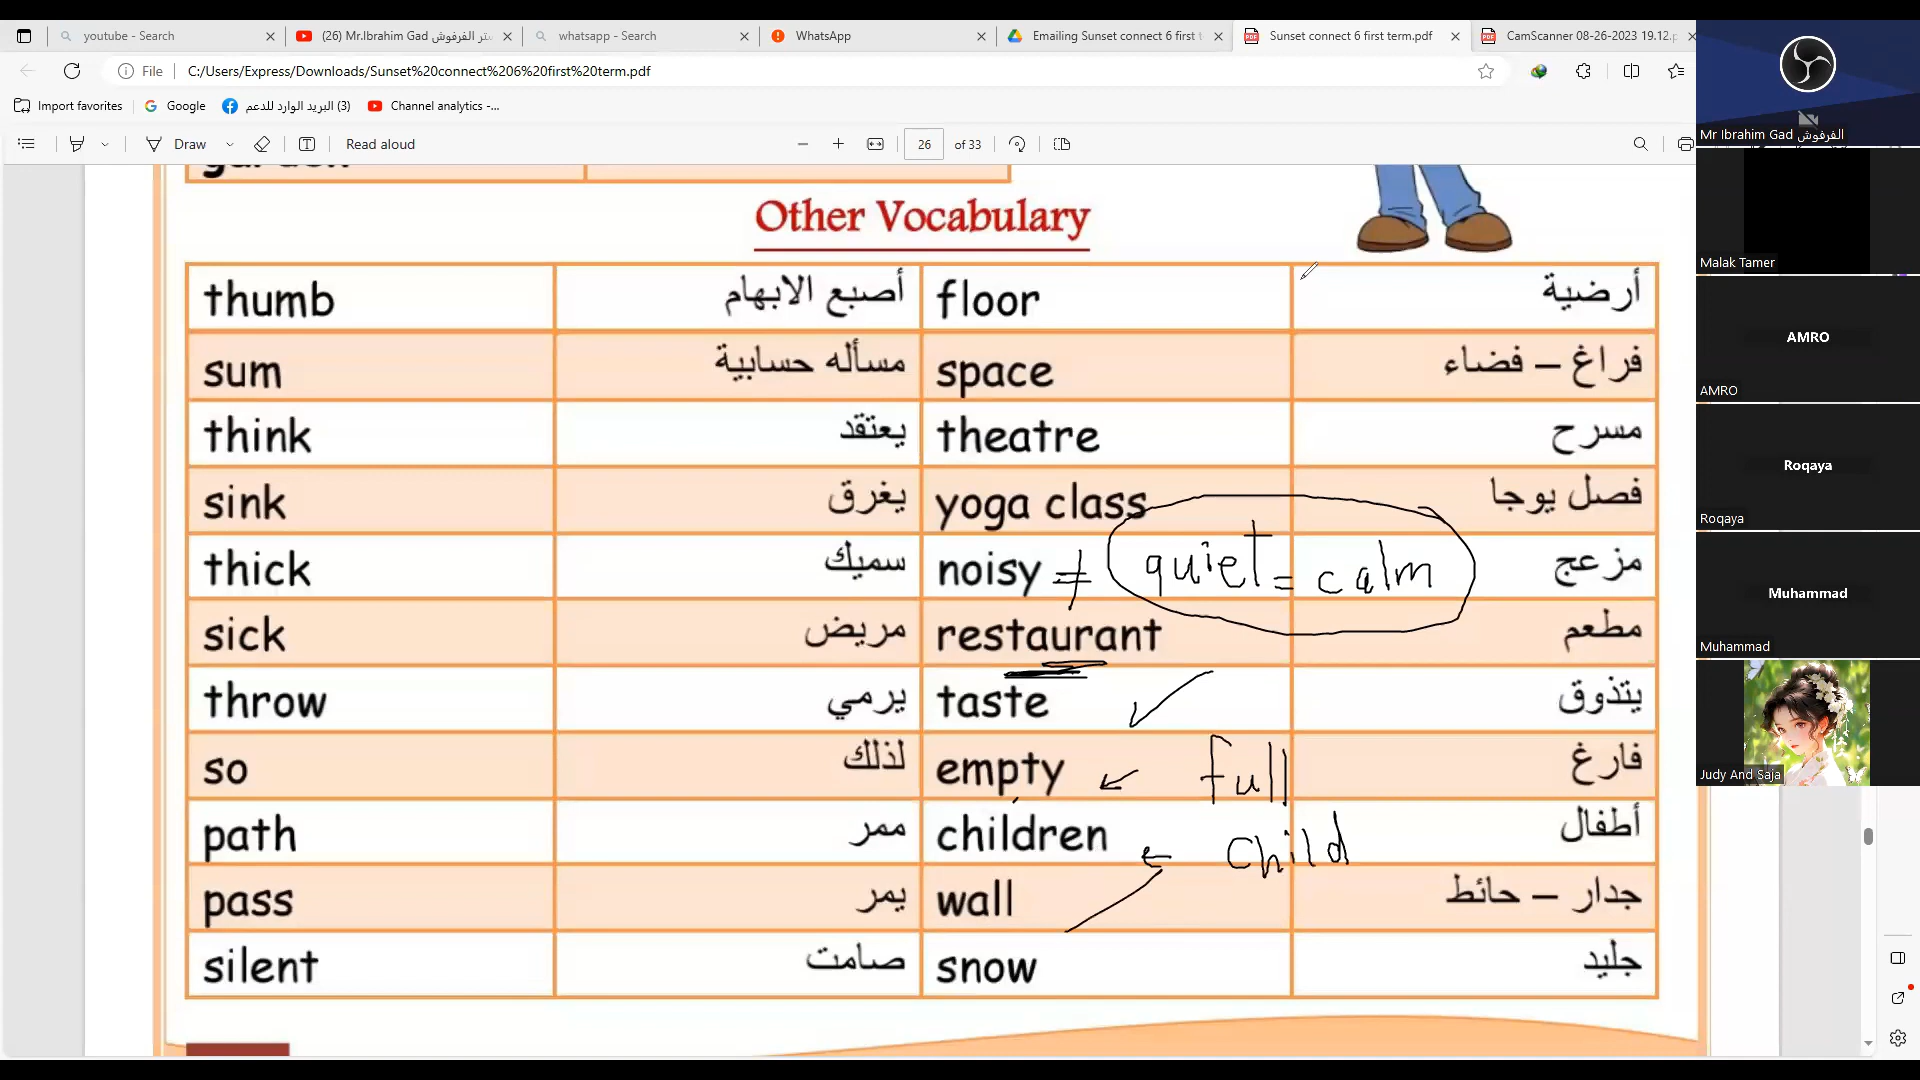 youtube - Search
(26) Mr.Ibrahim Gad ستر الفرفوش
whatsapp - Search
WhatsApp
Emailing Sunset connect 6 first t
Sunset connect 6 first term.pdf
CamScanner 08-26-2023 19.12.p
File C:/Users/Express/Downloads/Sunset%20connect%206%20first%20term.pdf
Import favorites
Google
(3) البريد الوارد للدعم
Channel analytics -...
Draw
Read aloud
26 of 33
garden
Other Vocabulary
thumb أصبع الابهام floor أرضية
sum مسأله حسابية space فراغ – فضاء
think يعتقد theatre مسرح
sink يغرق yoga class فصل يوجا
thick سميك noisy ≠ quiet = calm مزعج
sick مريض restaurant مطعم
throw يرمي taste يتذوق
so لذلك empty full فارغ
path ممر children child أطفال
pass يمر wall جدار – حائط
silent صامت snow جليد
Mr Ibrahim Gad الفرفوش
Malak Tamer
AMRO
AMRO
Roqaya
Roqaya
Muhammad
Muhammad
Judy And Saja